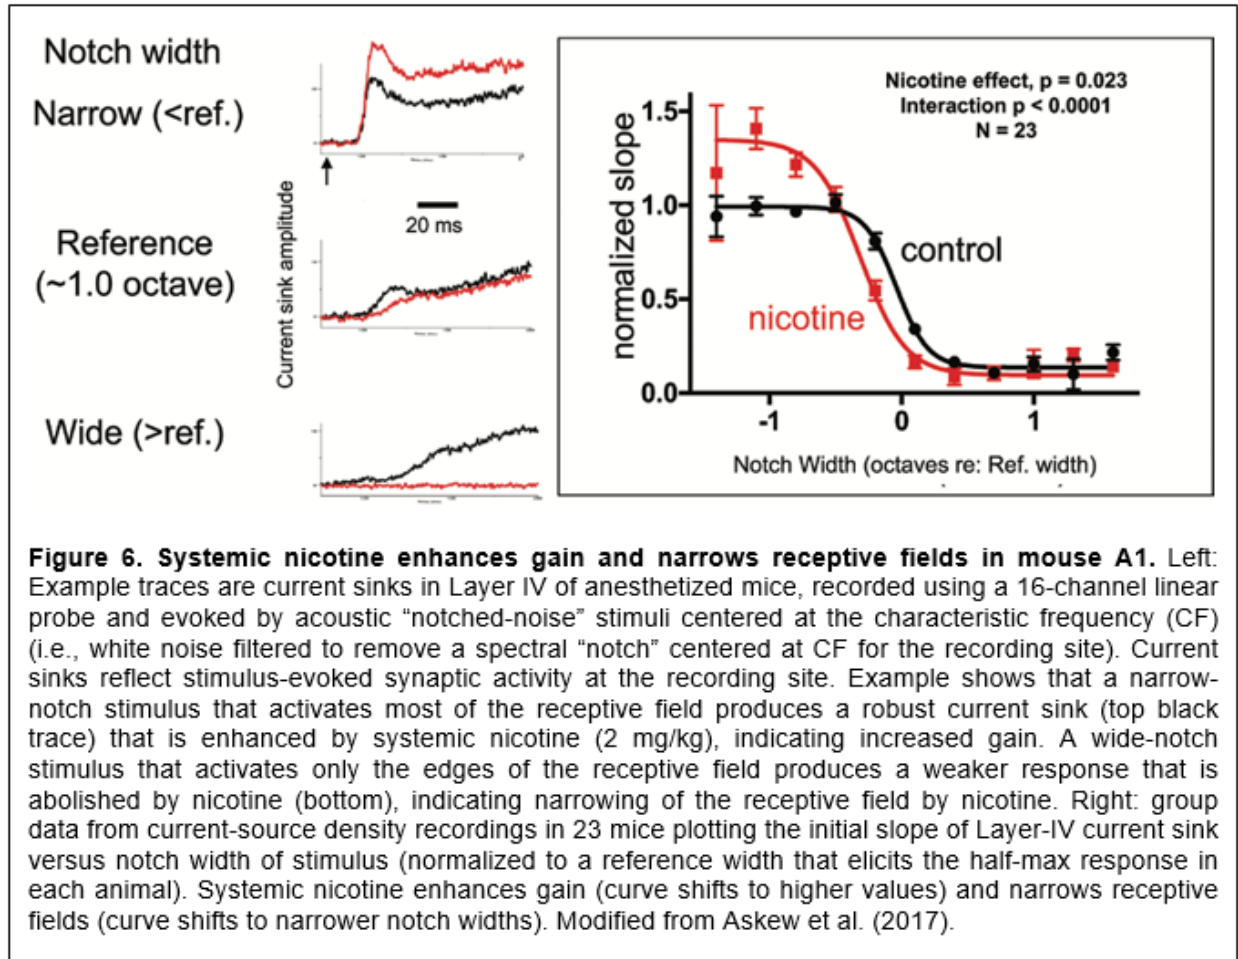 Notch width
Narrow (<ref.)
Reference
(~1.0 octave)
Wide (>ref.)
Current sink amplitude
20 ms
Nicotine effect, p = 0.023
Interaction p < 0.0001
N = 23
normalized slope
1.5
1.0
0.5
0.0
control
nicotine
-1
0
1
Notch Width (octaves re: Ref. width)
Figure 6. Systemic nicotine enhances gain and narrows receptive fields in mouse A1. Left:
Example traces are current sinks in Layer IV of anesthetized mice, recorded using a 16-channel linear
probe and evoked by acoustic “notched-noise” stimuli centered at the characteristic frequency (CF)
(i.e., white noise filtered to remove a spectral “notch” centered at CF for the recording site). Current
sinks reflect stimulus-evoked synaptic activity at the recording site. Example shows that a narrow-
notch stimulus that activates most of the receptive field produces a robust current sink (top black
trace) that is enhanced by systemic nicotine (2 mg/kg), indicating increased gain. A wide-notch
stimulus that activates only the edges of the receptive field produces a weaker response that is
abolished by nicotine (bottom), indicating narrowing of the receptive field by nicotine. Right: group
data from current-source density recordings in 23 mice plotting the initial slope of Layer-IV current sink
versus notch width of stimulus (normalized to a reference width that elicits the half-max response in
each animal). Systemic nicotine enhances gain (curve shifts to higher values) and narrows receptive
fields (curve shifts to narrower notch widths). Modified from Askew et al. (2017).